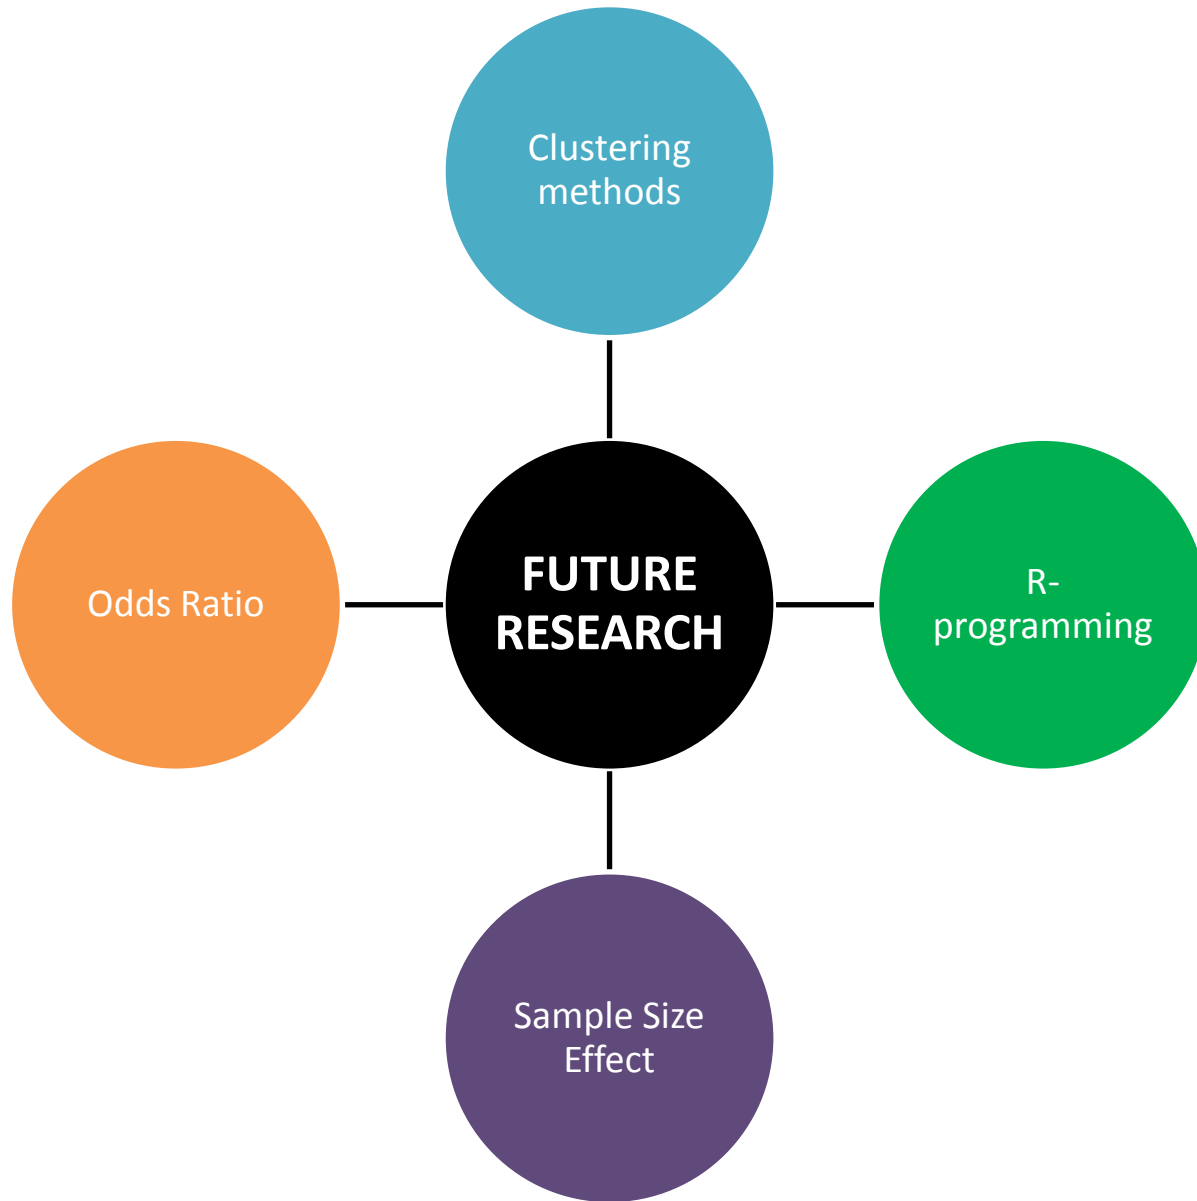 Clustering
methods
Odds Ratio
FUTURE
RESEARCH
R-
programming
Sample Size
Effect